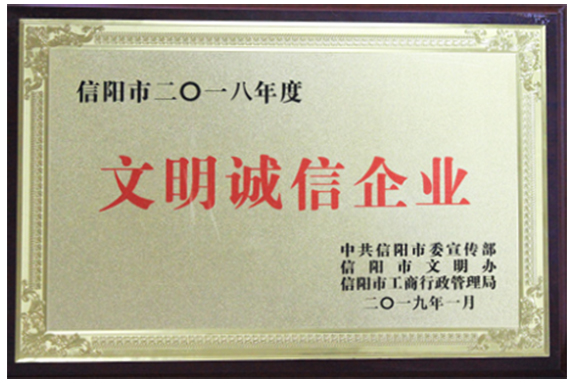 信阳市二〇一八年度
文明诚信企业
中共信阳市委宣传部
信阳市文明办
信阳市工商行政管理局
二〇一九年一月